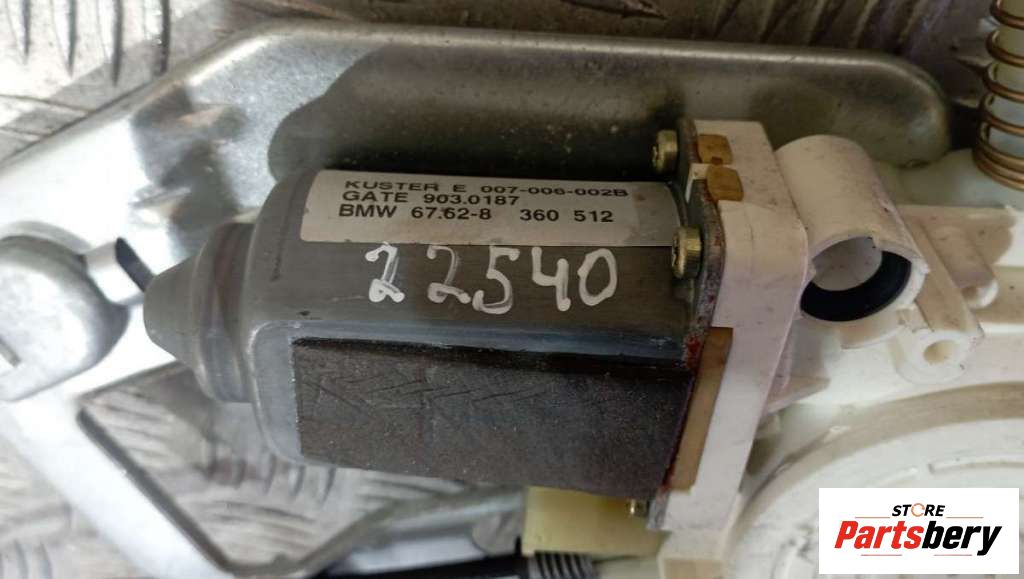 KUSTER E 007-006-002B
GATE 903.0187
BMW 67.62-8 360 512
22540
STORE
Partsbery